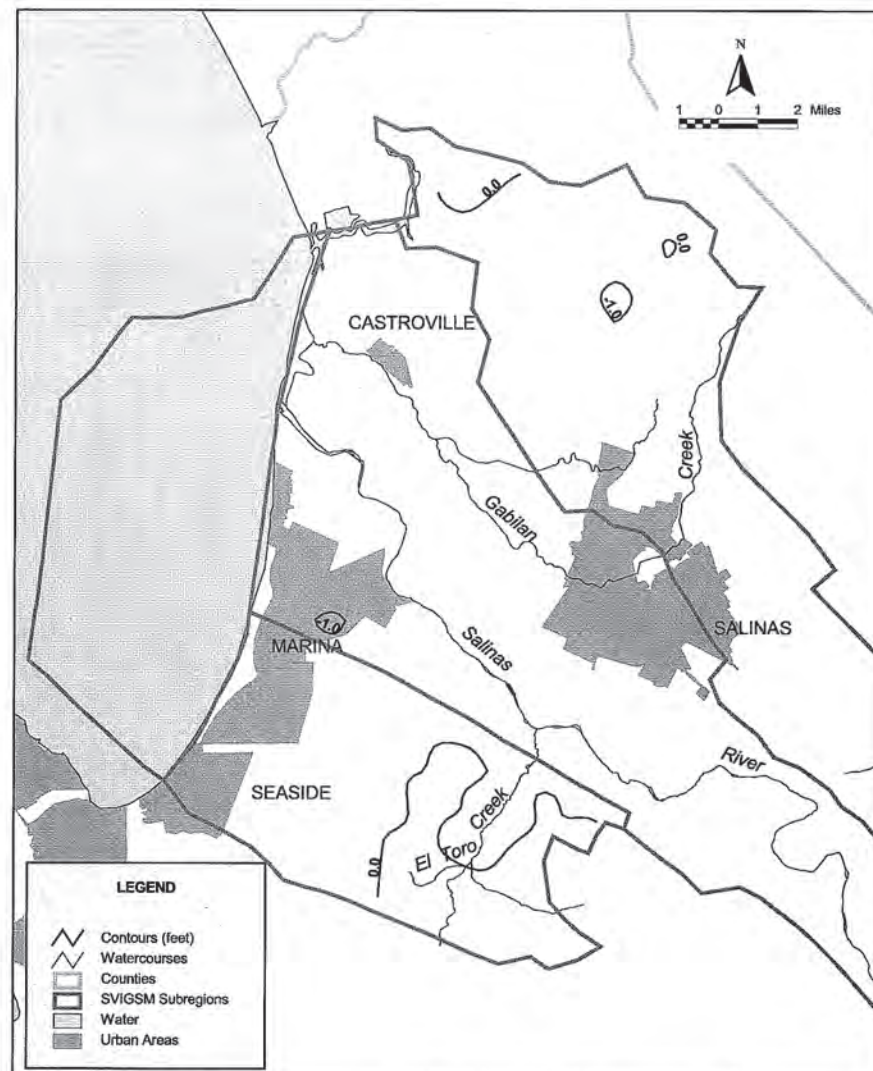 N
1 0 1 2 Miles
0.0
0.0
-1.0
CASTROVILLE
Creek
Gabilan
-1.0
MARINA
SALINAS
Salinas
River
SEASIDE
Creek
El Toro
0.0
LEGEND
Contours (feet)
Watercourses
Counties
SVIGSM Subregions
Water
Urban Areas